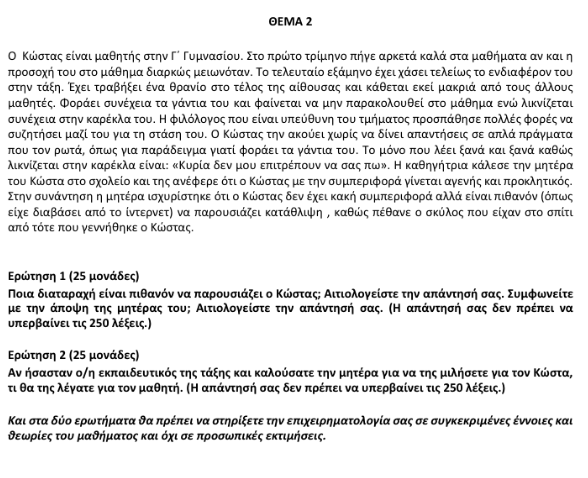 ΘΕΜΑ 2
Ο Κώστας είναι μαθητής στην Γ΄ Γυμνασίου. Στο πρώτο τρίμηνο πήγε αρκετά καλά στα μαθήματα αν και η
προσοχή του στο μάθημα διαρκώς μειωνόταν. Το τελευταίο εξάμηνο έχει χάσει τελείως το ενδιαφέρον του
στην τάξη. Έχει τραβήξει ένα θρανίο στο τέλος της αίθουσας και κάθεται εκεί μακριά από τους άλλους
μαθητές. Φοράει συνέχεια τα γάντια του και φαίνεται να μην παρακολουθεί στο μάθημα ενώ λικνίζεται
συνέχεια στην καρέκλα του. Η φιλόλογος που είναι υπεύθυνη του τμήματος προσπάθησε πολλές φορές να
συζητήσει μαζί του για τη στάση του. Ο Κώστας την ακούει χωρίς να δίνει απαντήσεις σε απλά πράγματα
που τον ρωτά, όπως για παράδειγμα γιατί φοράει τα γάντια του. Το μόνο που λέει ξανά και ξανά καθώς
λικνίζεται στην καρέκλα είναι: «Κυρία δεν μου επιτρέπουν να σας πω». Η καθηγήτρια κάλεσε την μητέρα
του Κώστα στο σχολείο και της ανέφερε ότι ο Κώστας με την συμπεριφορά γίνεται αγενής και προκλητικός.
Στην συνάντηση η μητέρα ισχυρίστηκε ότι ο Κώστας δεν έχει κακή συμπεριφορά αλλά είναι πιθανόν (όπως
είχε διαβάσει από το ίντερνετ) να παρουσιάζει κατάθλιψη , καθώς πέθανε ο σκύλος που είχαν στο σπίτι
από τότε που γεννήθηκε ο Κώστας.
Ερώτηση 1 (25 μονάδες)
Ποια διαταραχή είναι πιθανόν να παρουσιάζει ο Κώστας; Αιτιολογείστε την απάντησή σας. Συμφωνείτε
με την άποψη της μητέρας του; Αιτιολογείστε την απάντησή σας. (Η απάντησή σας δεν πρέπει να
υπερβαίνει τις 250 λέξεις.)
Ερώτηση 2 (25 μονάδες)
Αν ήσασταν ο/η εκπαιδευτικός της τάξης και καλούσατε την μητέρα για να της μιλήσετε για τον Κώστα,
τι θα της λέγατε για τον μαθητή. (Η απάντησή σας δεν πρέπει να υπερβαίνει τις 250 λέξεις.)
Και στα δύο ερωτήματα θα πρέπει να στηρίξετε την επιχειρηματολογία σας σε συγκεκριμένες έννοιες και
θεωρίες του μαθήματος και όχι σε προσωπικές εκτιμήσεις.